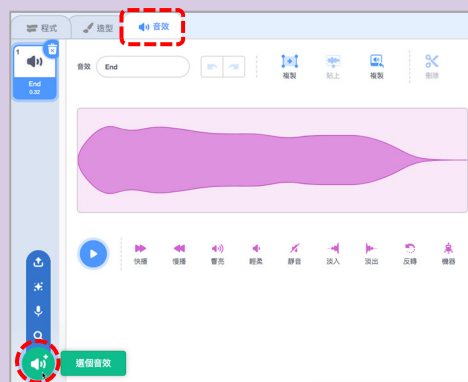 程式 造型 音效
1
End
0.32
音效 End 複製 貼上 複製 刪除
快播 慢播 響亮 輕柔 靜音 淡入 淡出 反轉 機器
選個音效